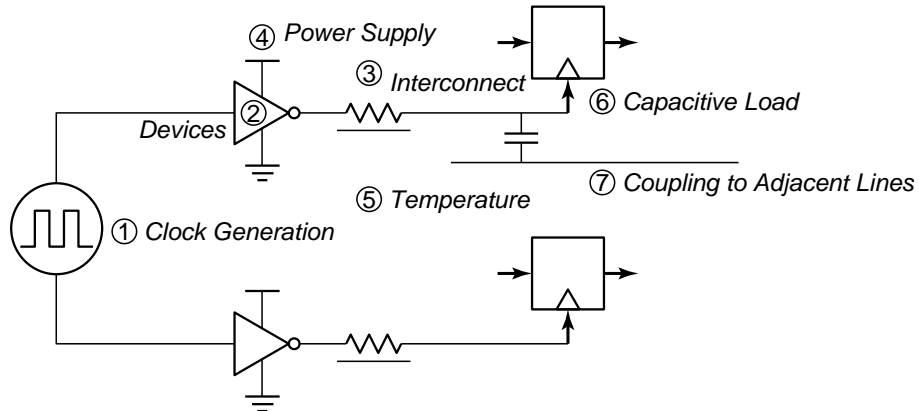 ④ Power Supply
③ Interconnect
② 
Devices
⑥ Capacitive Load
⑦ Coupling to Adjacent Lines
⑤ Temperature
① Clock Generation